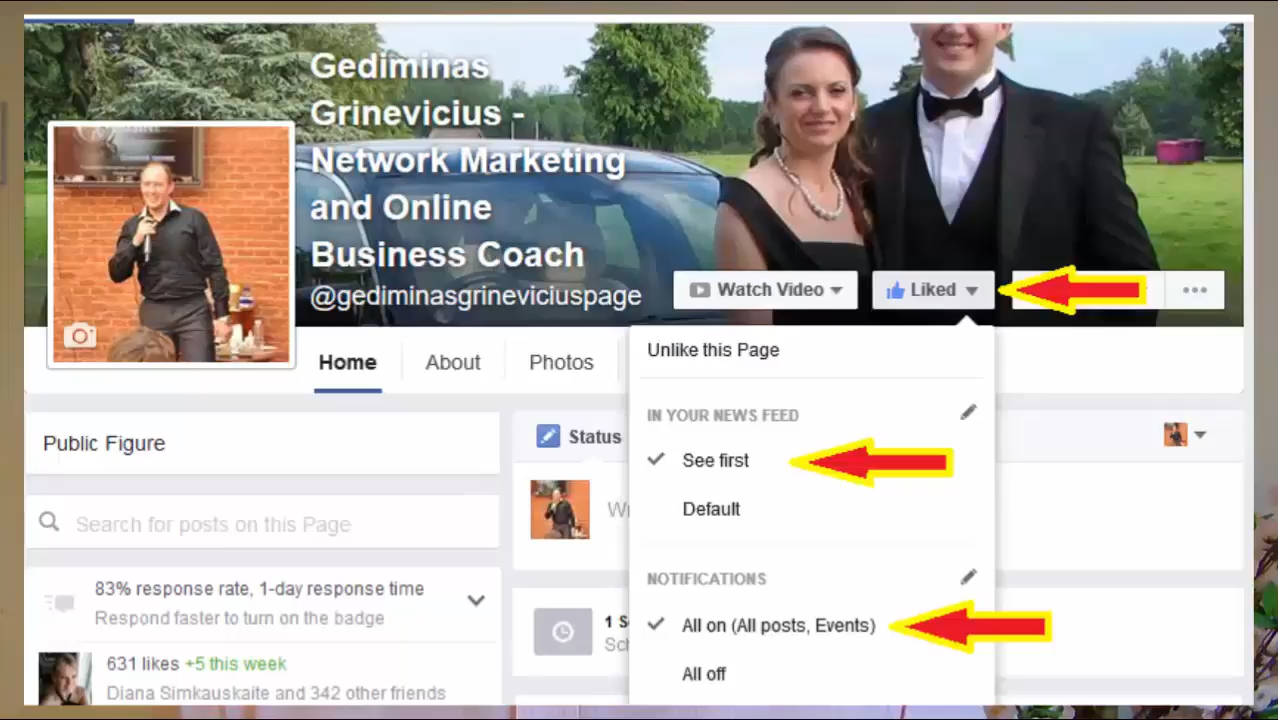 Gediminas
Grinevicius -
Network Marketing
and Online
Business Coach
@gediminasgrineviciuspage
Watch Video
Liked
Home
About
Photos
Unlike this Page
IN YOUR NEWS FEED
See first
Default
NOTIFICATIONS
All on (All posts, Events)
All off
Public Figure
Search for posts on this Page
83% response rate, 1-day response time
Respond faster to turn on the badge
631 likes +5 this week
Diana Simkauskaite and 342 other friends
Status